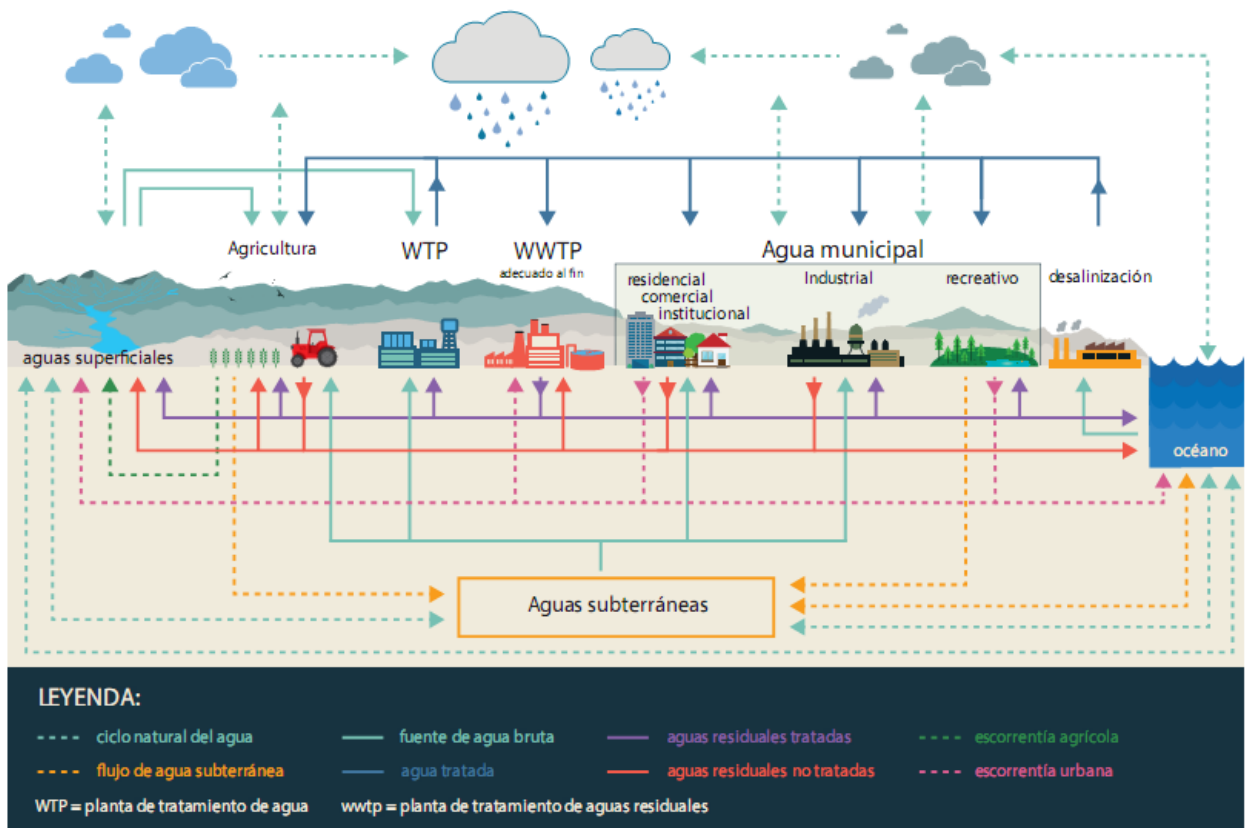 Agricultura
WTP
WWTP
adecuado al fin
Agua municipal
residencial
comercial
institucional
Industrial
recreativo
desalinización
aguas superficiales
océano
Aguas subterráneas
LEYENDA:
ciclo natural del agua
fuente de agua bruta
aguas residuales tratadas
escorrentía agrícola
flujo de agua subterránea
agua tratada
aguas residuales no tratadas
escorrentía urbana
WTP = planta de tratamiento de agua
wwtp = planta de tratamiento de aguas residuales